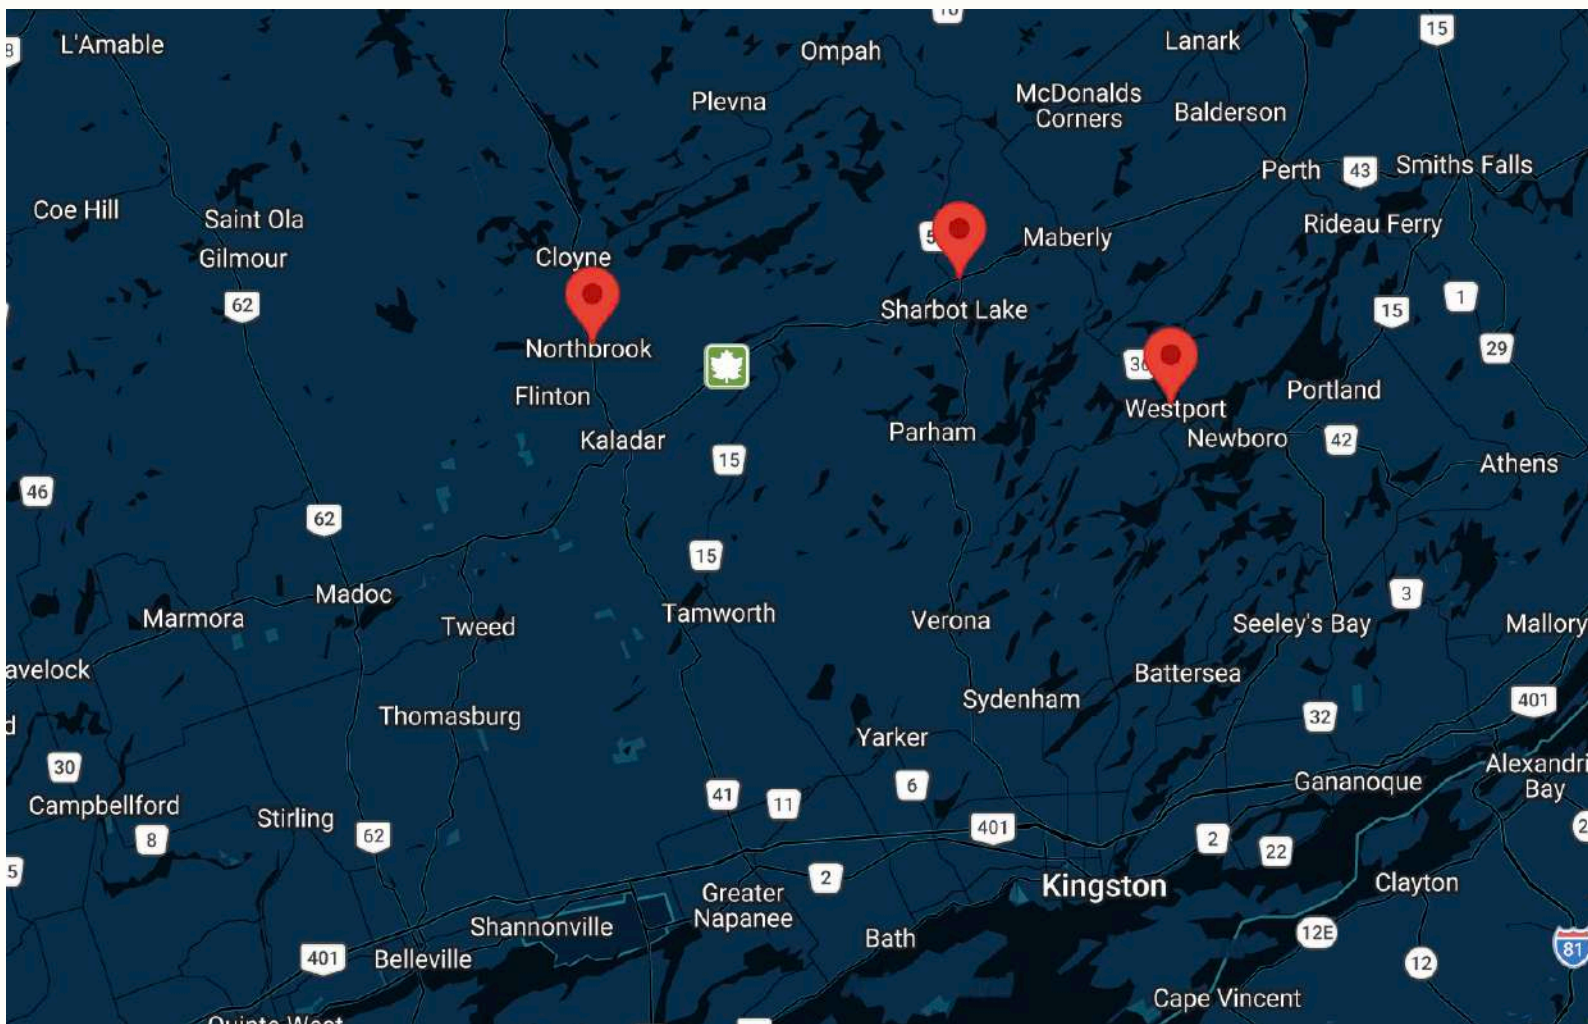 L'Amable
Ompah
Lanark
15
Plevna
McDonalds
Corners
Balderson
Perth
43
Smiths Falls
Coe Hill
Saint Ola
Rideau Ferry
Maberly
Gilmour
Cloyne
62
Sharbot Lake
15
1
Northbrook
29
Flinton
Portland
Westport
Parham
Newboro
42
Kaladar
15
Athens
46
62
15
Madoc
3
Marmora
Tweed
Tamworth
Verona
Seeley's Bay
Mallory
avelock
Battersea
Sydenham
401
Thomasburg
32
Yarker
30
6
Gananoque
Alexandri
Bay
Campbellford
41
11
Stirling
401
8
62
2
22
2
Kingston
Clayton
Greater
Napanee
Shannonville
Bath
12E
401
Belleville
81
12
Cape Vincent